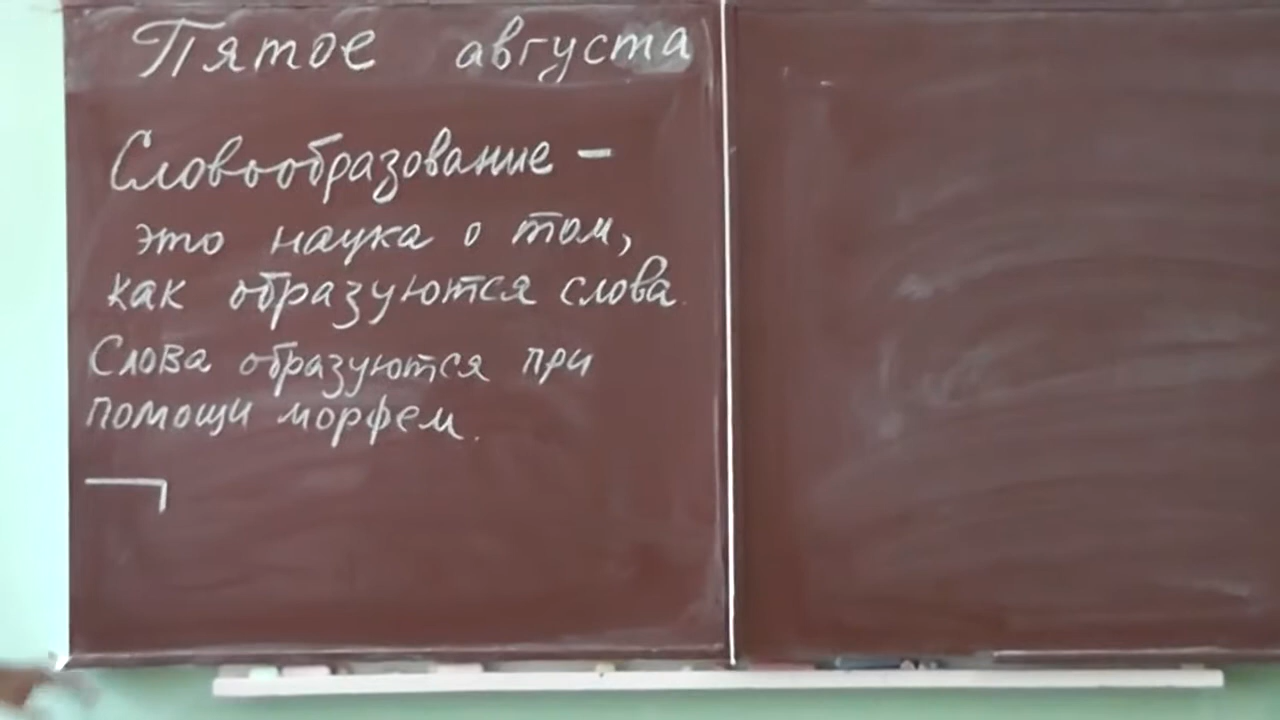 Пятое августа
Словообразование -
это наука о том,
как образуются слова.
Слова образуются при
помощи морфем.